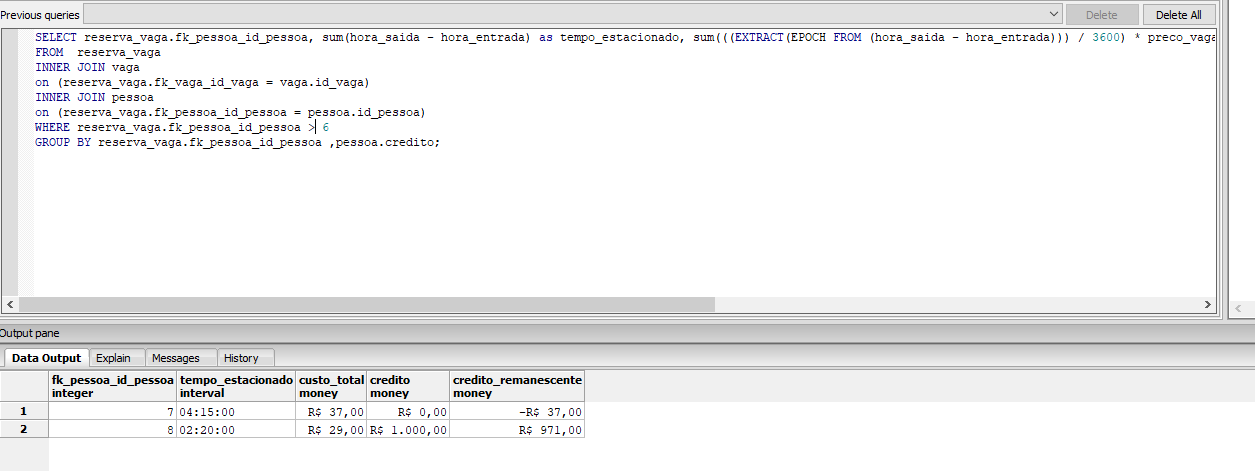 Previous queries
Delete
Delete All
SELECT reserva_vaga.fk_pessoa_id_pessoa, sum(hora_saida - hora_entrada) as tempo_estacionado, sum(((EXTRACT(EPOCH FROM (hora_saida - hora_entrada))) / 3600) * preco_vaga
FROM  reserva_vaga
INNER JOIN vaga
on (reserva_vaga.fk_vaga_id_vaga = vaga.id_vaga)
INNER JOIN pessoa
on (reserva_vaga.fk_pessoa_id_pessoa = pessoa.id_pessoa)
WHERE reserva_vaga.fk_pessoa_id_pessoa > 6
GROUP BY reserva_vaga.fk_pessoa_id_pessoa ,pessoa.credito;
Output pane
Data Output Explain Messages History
fk_pessoa_id_pessoa tempo_estacionado custo_total credito credito_remanescente
integer interval money money money
1 7 04:15:00 R$ 37,00 R$ 0,00 -R$ 37,00
2 8 02:20:00 R$ 29,00 R$ 1.000,00 R$ 971,00